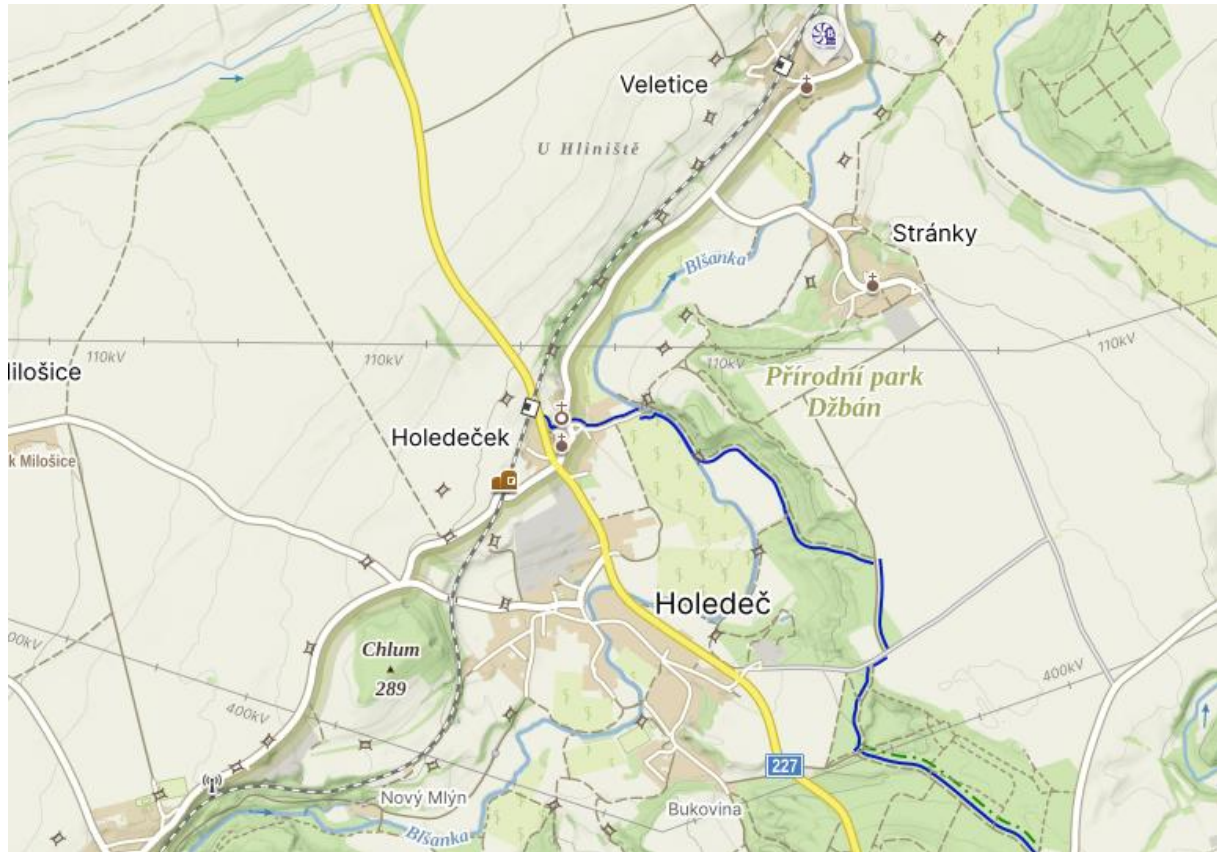 Veletice
U Hliniště
Stránky
Blšanka
110kV
110kV
110kV
110kV
ilošice
Přírodní park
Džbán
Holedeček
k Milošice
Holedeč
Chlum
289
00kV
400kV
400kV
227
Nový Mlýn
Bukovina
Blšanka